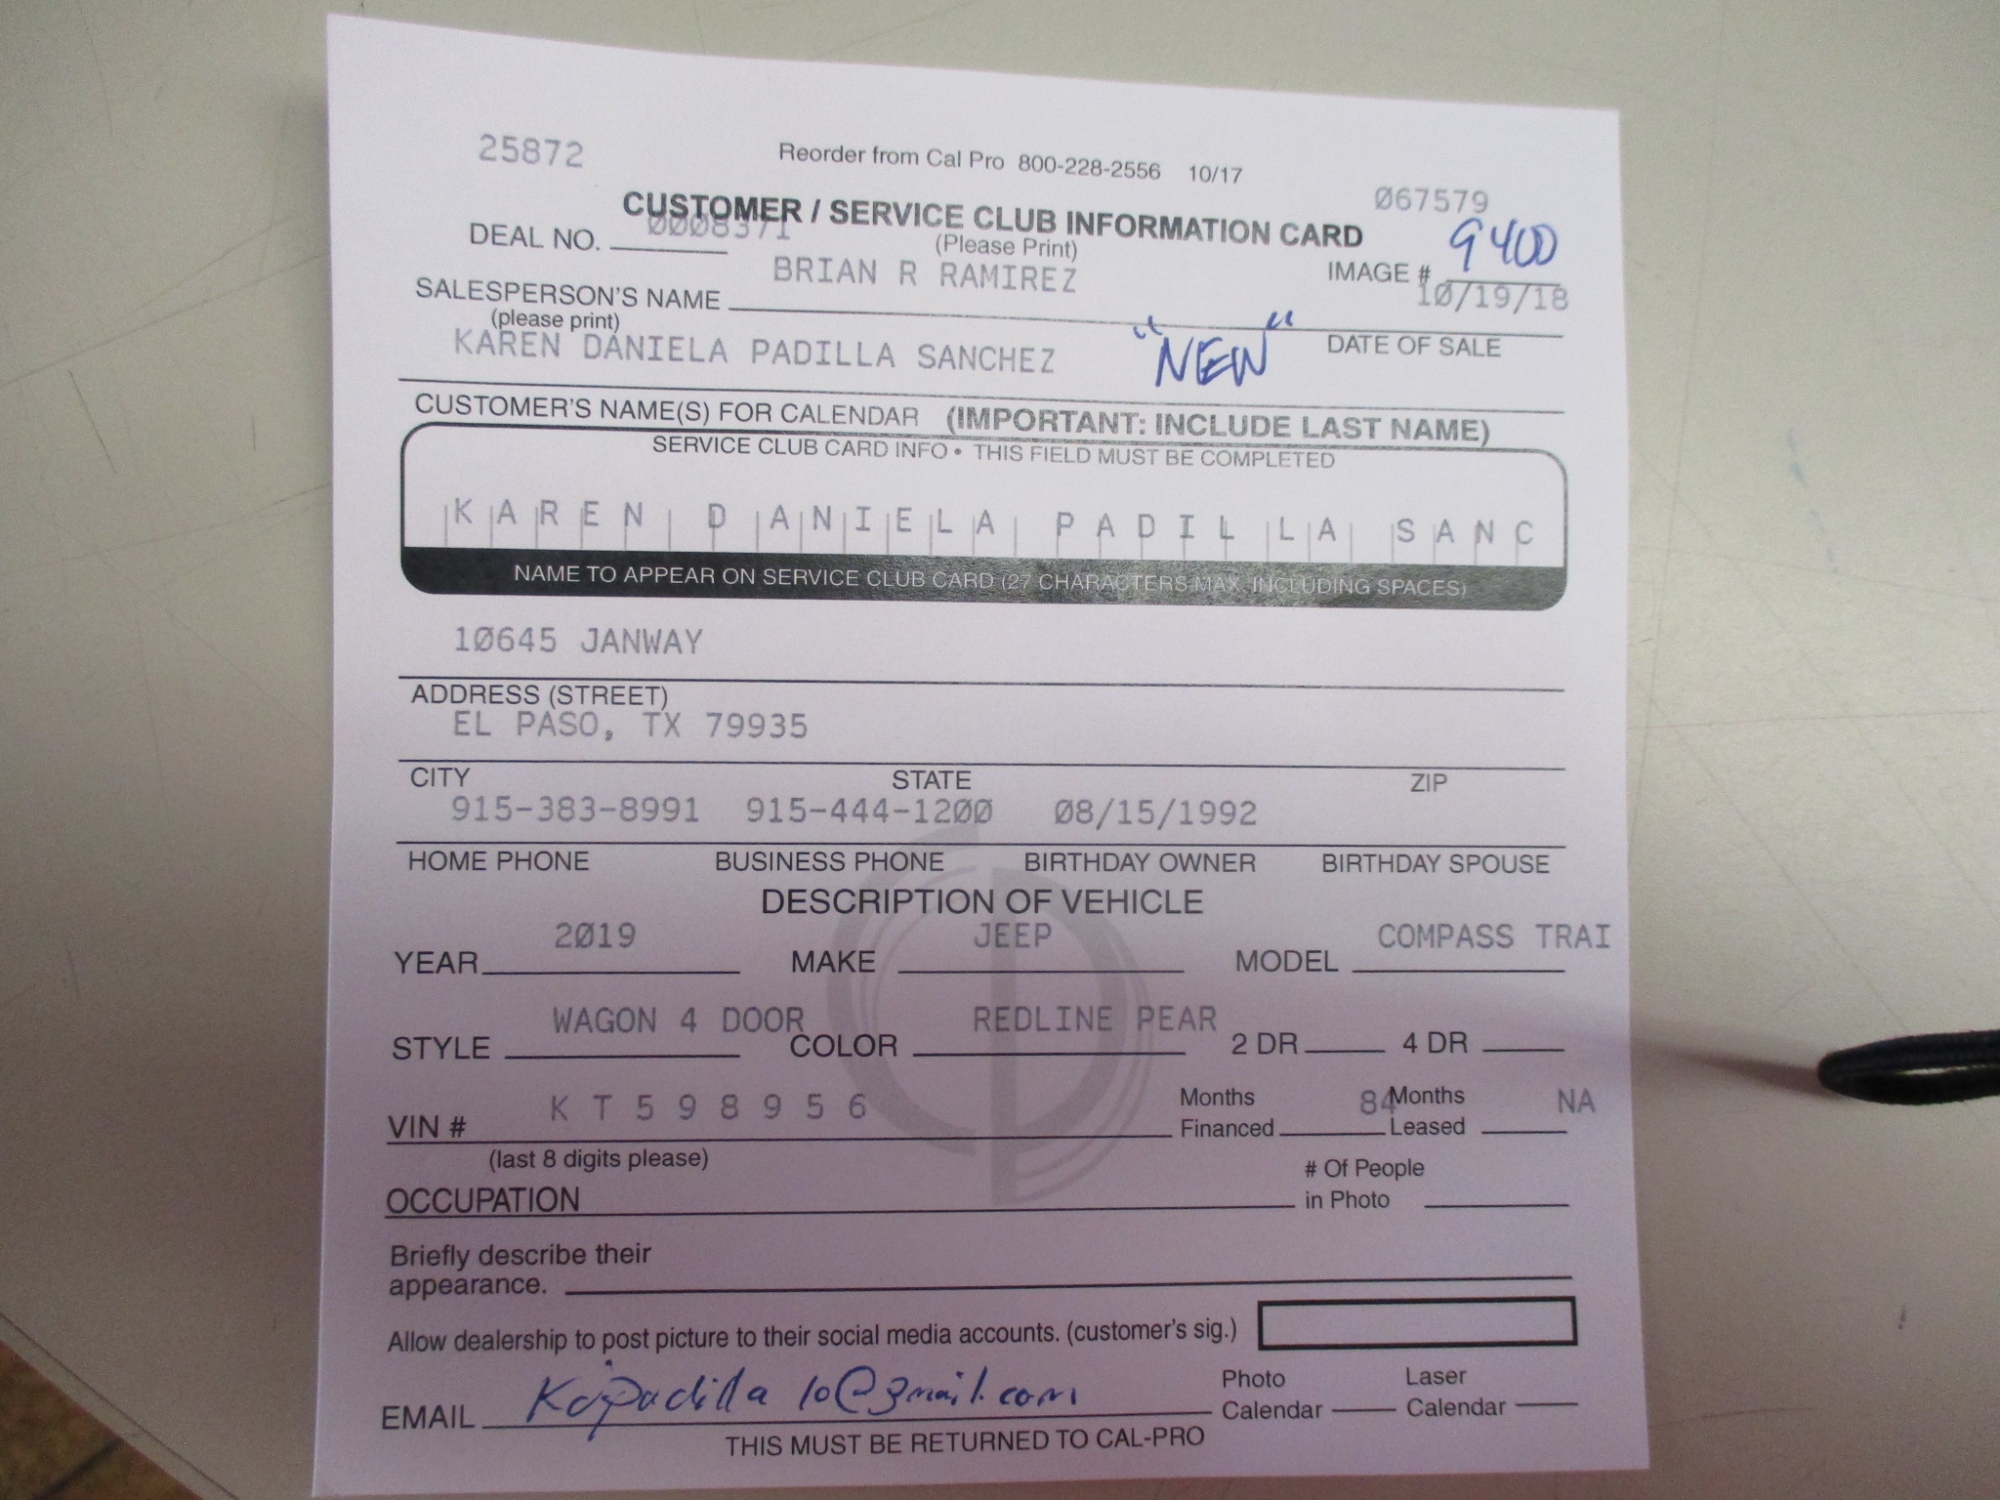 25872 Reorder from Cal Pro 800-228-2556 10/17
067579
CUSTOMER / SERVICE CLUB INFORMATION CARD
DEAL NO. 0008371 (Please Print) IMAGE # 9400
SALESPERSON'S NAME BRIAN R RAMIREZ 10/19/18
(please print) DATE OF SALE
KAREN DANIELA PADILLA SANCHEZ "NEW"
CUSTOMER'S NAME(S) FOR CALENDAR (IMPORTANT: INCLUDE LAST NAME)
SERVICE CLUB CARD INFO • THIS FIELD MUST BE COMPLETED
KAREN DANIELA PADILLA SANC
NAME TO APPEAR ON SERVICE CLUB CARD (27 CHARACTERS MAX, INCLUDING SPACES)
10645 JANWAY
ADDRESS (STREET)
EL PASO, TX 79935
CITY STATE ZIP
915-383-8991 915-444-1200 08/15/1992
HOME PHONE BUSINESS PHONE BIRTHDAY OWNER BIRTHDAY SPOUSE
DESCRIPTION OF VEHICLE
YEAR 2019 MAKE JEEP MODEL COMPASS TRAI
STYLE WAGON 4 DOOR COLOR REDLINE PEAR 2 DR 4 DR
VIN # K T 5 9 8 9 5 6 Months Financed 84 Months Leased NA
(last 8 digits please)
OCCUPATION # Of People in Photo
Briefly describe their
appearance.
Allow dealership to post picture to their social media accounts. (customer's sig.)
EMAIL @gmail.com Photo Calendar Laser Calendar
THIS MUST BE RETURNED TO CAL-PRO